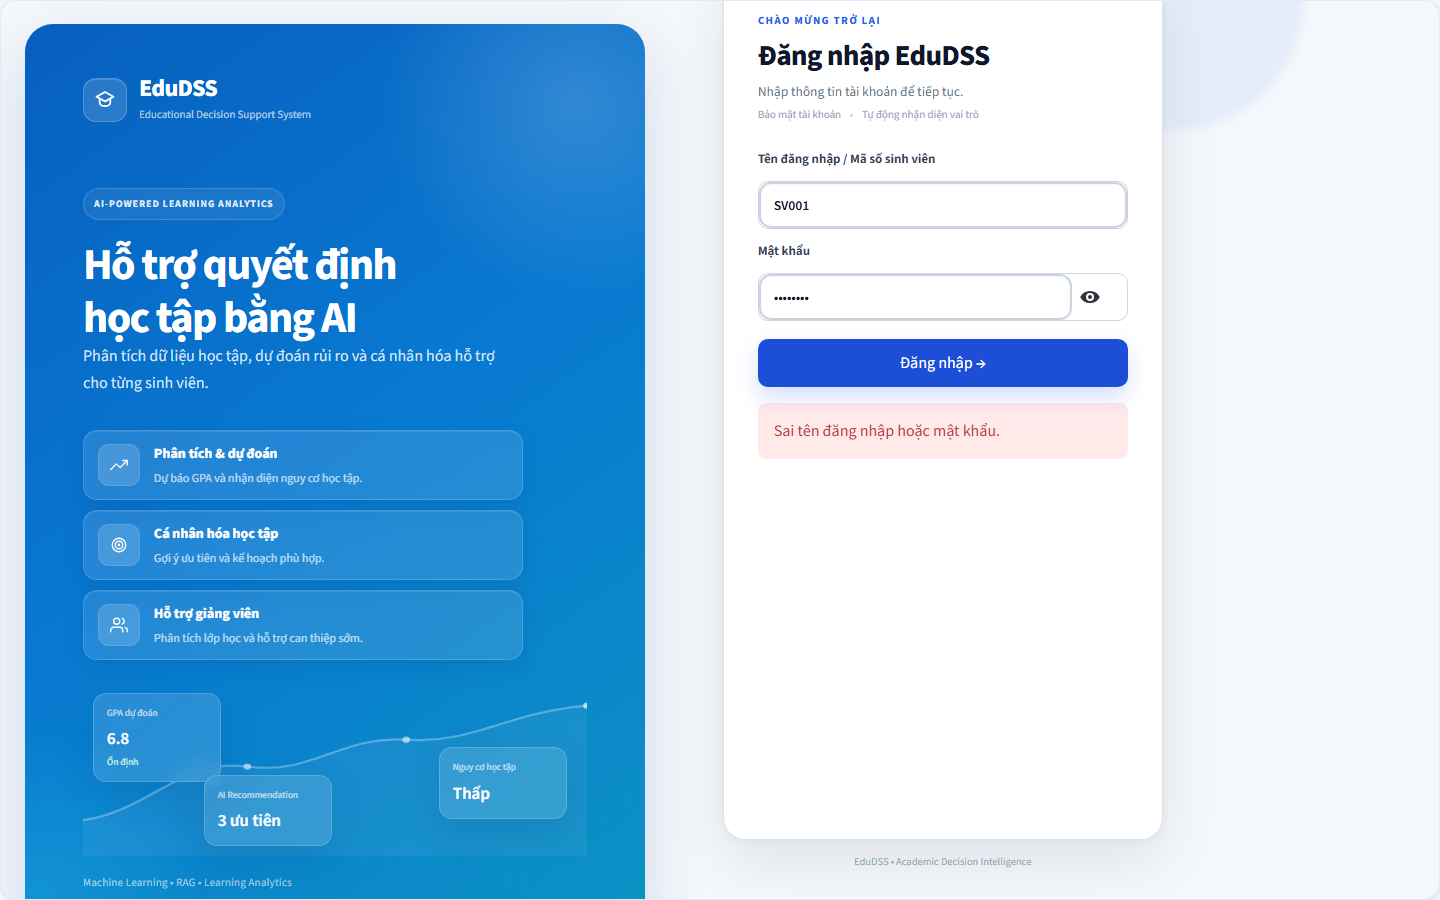 EduDSS
Educational Decision Support System
AI-POWERED LEARNING ANALYTICS
Hỗ trợ quyết định
học tập bằng AI
Phân tích dữ liệu học tập, dự đoán rủi ro và cá nhân hóa hỗ trợ
cho từng sinh viên.
Phân tích & dự đoán
Dự báo GPA và nhận diện nguy cơ học tập.
Cá nhân hóa học tập
Gợi ý ưu tiên và kế hoạch phù hợp.
Hỗ trợ giảng viên
Phân tích lớp học và hỗ trợ can thiệp sớm.
GPA dự đoán
6.8
Ổn định
AI Recommendation
3 ưu tiên
Nguy cơ học tập
Thấp
Machine Learning • RAG • Learning Analytics
CHÀO MỪNG TRỞ LẠI
Đăng nhập EduDSS
Nhập thông tin tài khoản để tiếp tục.
Bảo mật tài khoản • Tự động nhận diện vai trò
Tên đăng nhập / Mã số sinh viên
SV001
Mật khẩu
••••••••
Đăng nhập →
Sai tên đăng nhập hoặc mật khẩu.
EduDSS • Academic Decision Intelligence